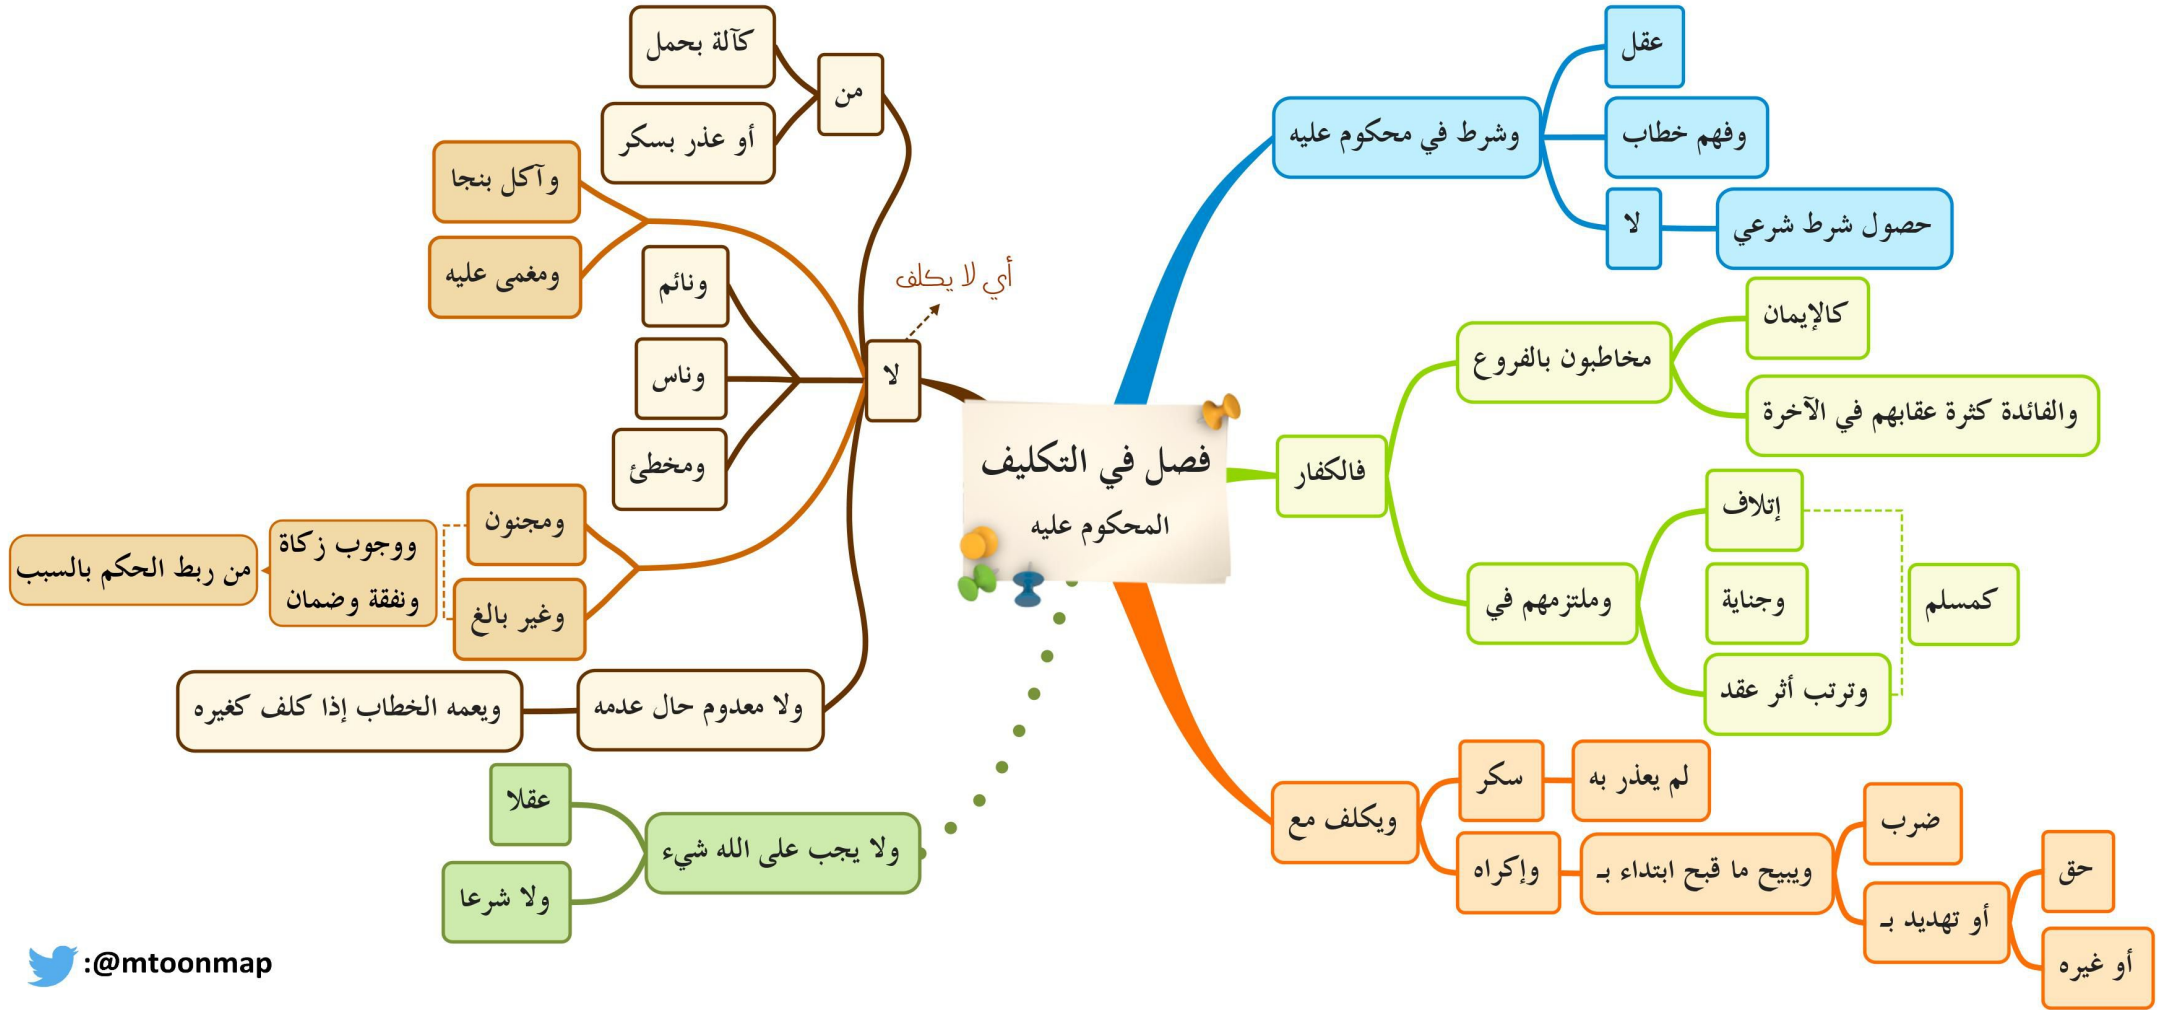 فصل في التكليف
المحكوم عليه
وشرط في محكوم عليه
عقل
وفهم خطاب
لا
حصول شرط شرعي
فالكفار
مخاطبون بالفروع
كالإيمان
والفائدة كثرة عقابهم في الآخرة
وملتزمهم في
إتلاف
وجناية
وترتب أثر عقد
كمسلم
ويكلف مع
سكر
لم يعذر به
وإكراه
ويبيح ما قبح ابتداء بـ
ضرب
أو تهديد بـ
حق
أو غيره
لا
أي لا يكلف
من
كآلة بحمل
أو عذر بسكر
وآكل بنجا
ومغمى عليه
ونائم
وناس
ومخطئ
ومجنون
وغير بالغ
ووجوب زكاة
ونفقة وضمان
من ربط الحكم بالسبب
ولا معدوم حال عدمه
ويعمه الخطاب إذا كلف كغيره
ولا يجب على الله شيء
عقلا
ولا شرعا
:@mtoonmap